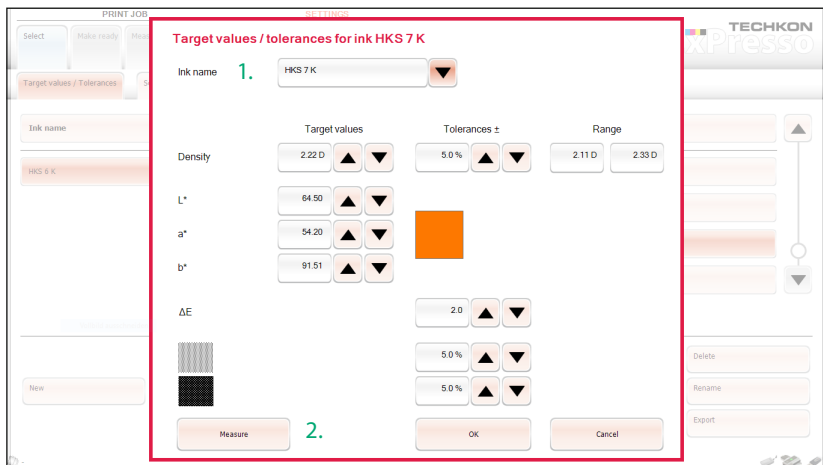 PRINT JOB SETTINGS
TECHKON
xPresso
Select Make ready
Target values / tolerances for ink HKS 7 K
Ink name 1. HKS 7 K
Target values / Tolerances
Ink name
Target values Tolerances ± Range
Density 2.22 D 5.0 % 2.11 D 2.33 D
HKS 6 K
L* 64.50
a* 54.20
b* 91.51
ΔE 2.0
5.0 %
5.0 %
Delete
New
Rename
Export
Measure 2. OK Cancel